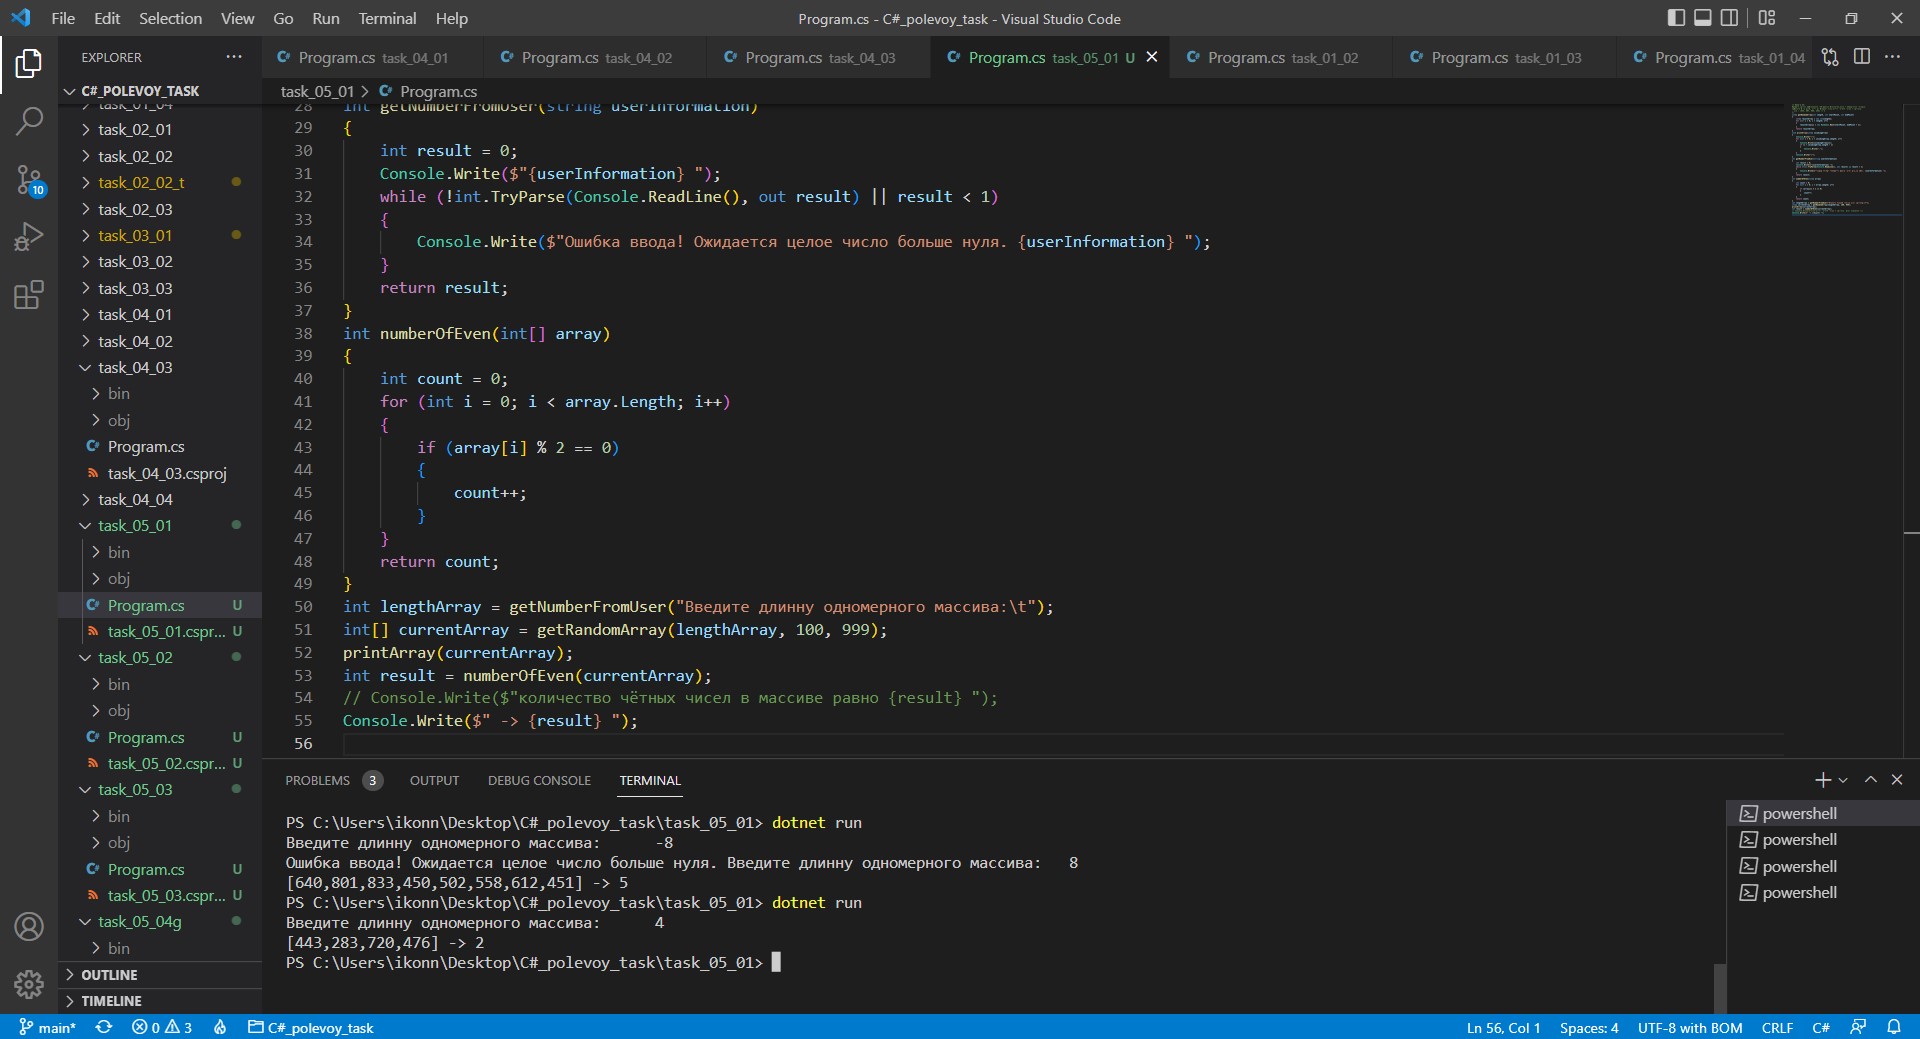 File Edit Selection View Go Run Terminal Help
Program.cs - C#_polevoy_task - Visual Studio Code
EXPLORER
Program.cs task_04_01
Program.cs task_04_02
Program.cs task_04_03
Program.cs task_05_01 U
Program.cs task_01_02
Program.cs task_01_03
Program.cs task_01_04
C#_POLEVOY_TASK
task_01_04
task_02_01
task_02_02
task_02_02_t
task_02_03
task_03_01
task_03_02
task_03_03
task_04_01
task_04_02
task_04_03
bin
obj
Program.cs
task_04_03.csproj
task_04_04
task_05_01
bin
obj
Program.cs U
task_05_01.cspr... U
task_05_02
bin
obj
Program.cs U
task_05_02.cspr... U
task_05_03
bin
obj
Program.cs U
task_05_03.cspr... U
task_05_04g
bin
OUTLINE
TIMELINE
10
task_05_01 > Program.cs
28 int getNumberFromUser(string userInformation)
29 {
30 int result = 0;
31 Console.Write($"{userInformation} ");
32 while (!int.TryParse(Console.ReadLine(), out result) || result < 1)
33 {
34 Console.Write($"Ошибка ввода! Ожидается целое число больше нуля. {userInformation} ");
35 }
36 return result;
37 }
38 int numberOfEven(int[] array)
39 {
40 int count = 0;
41 for (int i = 0; i < array.Length; i++)
42 {
43 if (array[i] % 2 == 0)
44 {
45 count++;
46 }
47 }
48 return count;
49 }
50 int lengthArray = getNumberFromUser("Введите длинну одномерного массива:\t");
51 int[] currentArray = getRandomArray(lengthArray, 100, 999);
52 printArray(currentArray);
53 int result = numberOfEven(currentArray);
54 // Console.Write($"количество чётных чисел в массиве равно {result} ");
55 Console.Write($" -> {result} ");
56
PROBLEMS 3 OUTPUT DEBUG CONSOLE TERMINAL
PS C:\Users\ikonn\Desktop\C#_polevoy_task\task_05_01> dotnet run
Введите длинну одномерного массива: -8
Ошибка ввода! Ожидается целое число больше нуля. Введите длинну одномерного массива: 8
[640,801,833,450,502,558,612,451] -> 5
PS C:\Users\ikonn\Desktop\C#_polevoy_task\task_05_01> dotnet run
Введите длинну одномерного массива: 4
[443,283,720,476] -> 2
PS C:\Users\ikonn\Desktop\C#_polevoy_task\task_05_01>
powershell
powershell
powershell
powershell
main* 0 3 C#_polevoy_task
Ln 56, Col 1 Spaces: 4 UTF-8 with BOM CRLF C#